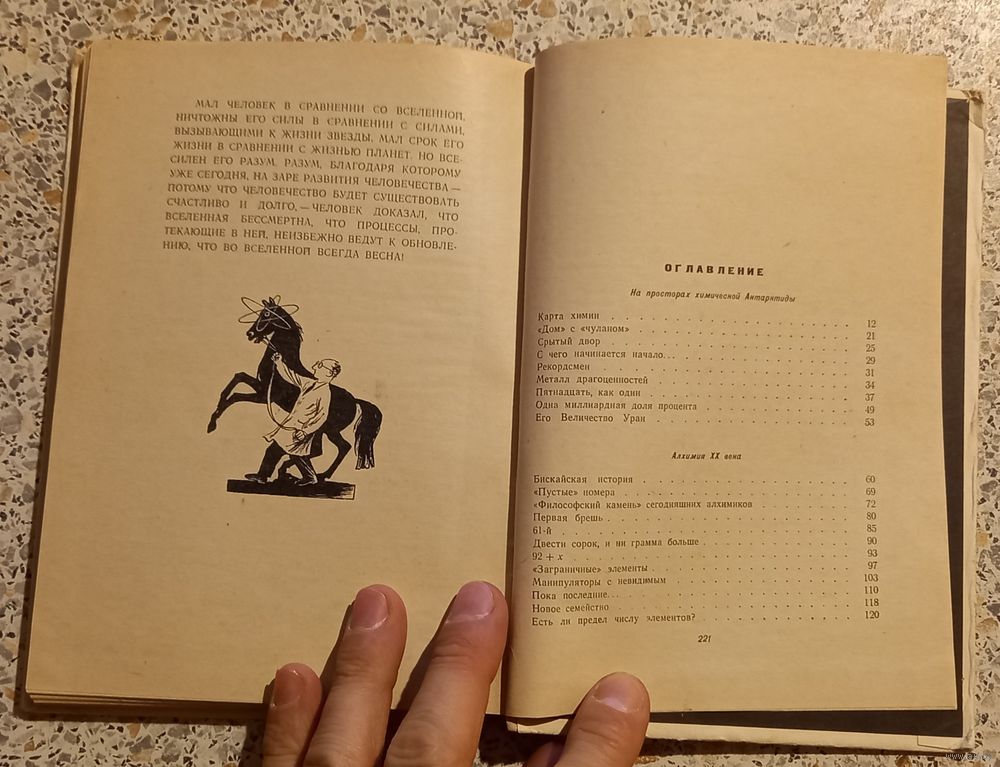 МАЛ ЧЕЛОВЕК В СРАВНЕНИИ СО ВСЕЛЕННОЙ,
НИЧТОЖНЫ ЕГО СИЛЫ В СРАВНЕНИИ С СИЛАМИ,
ВЫЗЫВАЮЩИМИ К ЖИЗНИ ЗВЕЗДЫ, МАЛ СРОК ЕГО
ЖИЗНИ В СРАВНЕНИИ С ЖИЗНЬЮ ПЛАНЕТ, НО ВСЕ-
СИЛЕН ЕГО РАЗУМ. РАЗУМ, БЛАГОДАРЯ КОТОРОМУ
УЖЕ СЕГОДНЯ, НА ЗАРЕ РАЗВИТИЯ ЧЕЛОВЕЧЕСТВА —
ПОТОМУ ЧТО ЧЕЛОВЕЧЕСТВО БУДЕТ СУЩЕСТВОВАТЬ
СЧАСТЛИВО И ДОЛГО, — ЧЕЛОВЕК ДОКАЗАЛ, ЧТО
ВСЕЛЕННАЯ БЕССМЕРТНА, ЧТО ПРОЦЕССЫ, ПРО-
ТЕКАЮЩИЕ В НЕЙ, НЕИЗБЕЖНО ВЕДУТ К ОБНОВЛЕ-
НИЮ, ЧТО ВО ВСЕЛЕННОЙ ВСЕГДА ВЕСНА!
ОГЛАВЛЕНИЕ
На просторах химической Антарктиды
Карта химии . . . . . . . . . . 12
«Дом» с «чуланом» . . . . . . . . . . 21
Срытый двор . . . . . . . . . . 25
С чего начинается начало... . . . . . . . . . . 29
Рекордсмен . . . . . . . . . . 31
Металл драгоценностей . . . . . . . . . . 34
Пятнадцать, как один . . . . . . . . . . 37
Одна миллиардная доля процента . . . . . . . . . . 49
Его Величество Уран . . . . . . . . . . 53
Алхимия XX века
Бискайская история . . . . . . . . . . 60
«Пустые» номера . . . . . . . . . . 69
«Философский камень» сегодняшних алхимиков . . . . . . . . . . 72
Первая брешь . . . . . . . . . . 80
61-й . . . . . . . . . . 85
Двести сорок, и ни грамма больше . . . . . . . . . . 90
92 + x . . . . . . . . . . 93
«Заграничные» элементы . . . . . . . . . . 97
Манипуляторы с невидимым . . . . . . . . . . 103
Пока последние... . . . . . . . . . . 110
Новое семейство . . . . . . . . . . 118
Есть ли предел числу элементов? . . . . . . . . . . 120
221